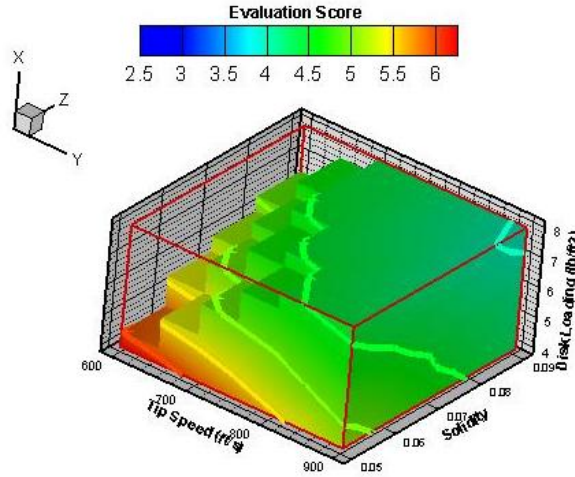 Evaluation Score
2.5 3 3.5 4 4.5 5 5.5 6
X
Z
Y
8
7
6
5
4
Disk Loading (lb/ft2)
0.09
0.08
0.07
0.06
0.05
Solidity
600
700
800
900
Tip Speed (ft/s)